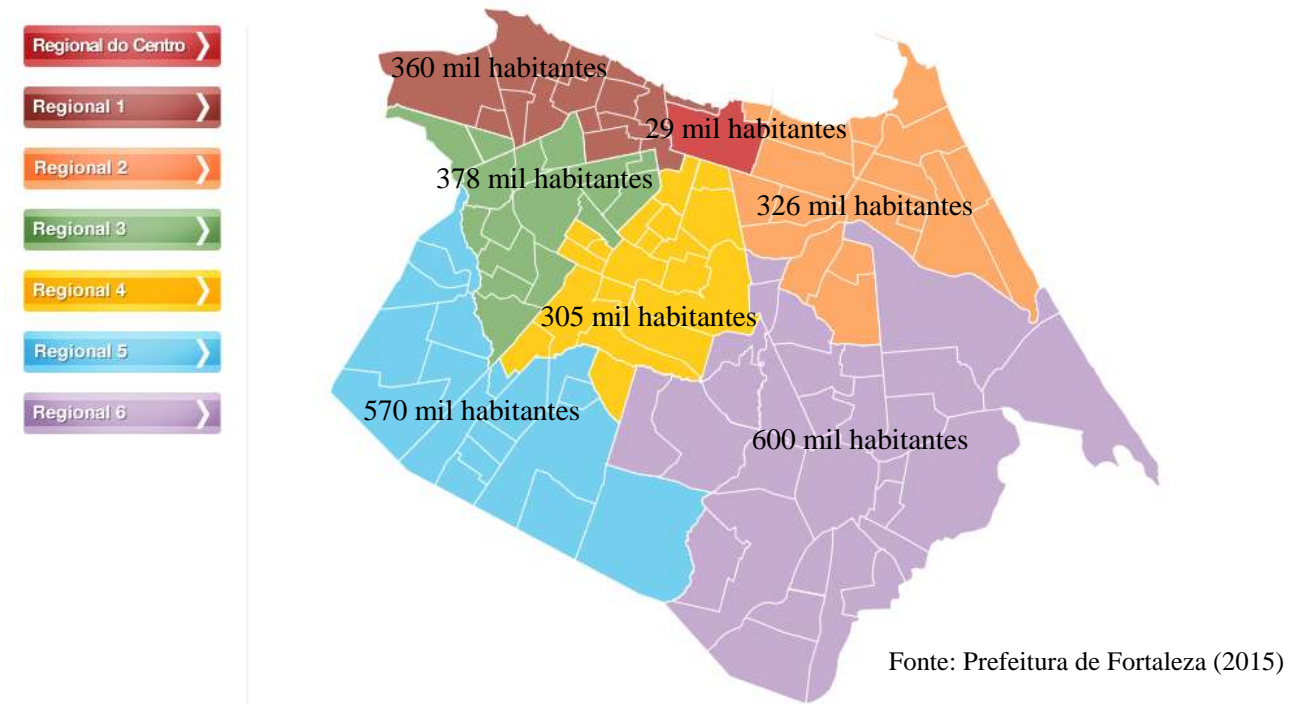 Regional do Centro
Regional 1
Regional 2
Regional 3
Regional 4
Regional 5
Regional 6
360 mil habitantes
29 mil habitantes
378 mil habitantes
326 mil habitantes
305 mil habitantes
570 mil habitantes
600 mil habitantes
Fonte: Prefeitura de Fortaleza (2015)